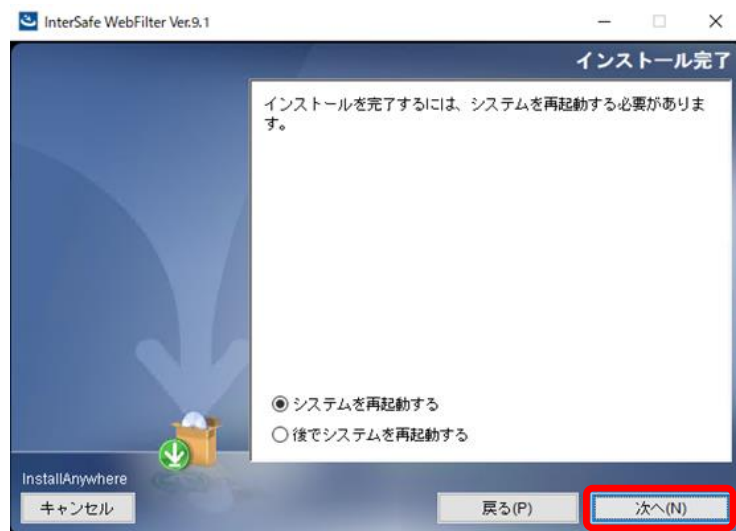 InterSafe WebFilter Ver.9.1
インストール完了
インストールを完了するには、システムを再起動する必要がありま
す。
システムを再起動する
後でシステムを再起動する
InstallAnywhere
キャンセル
戻る(P)
次へ(N)